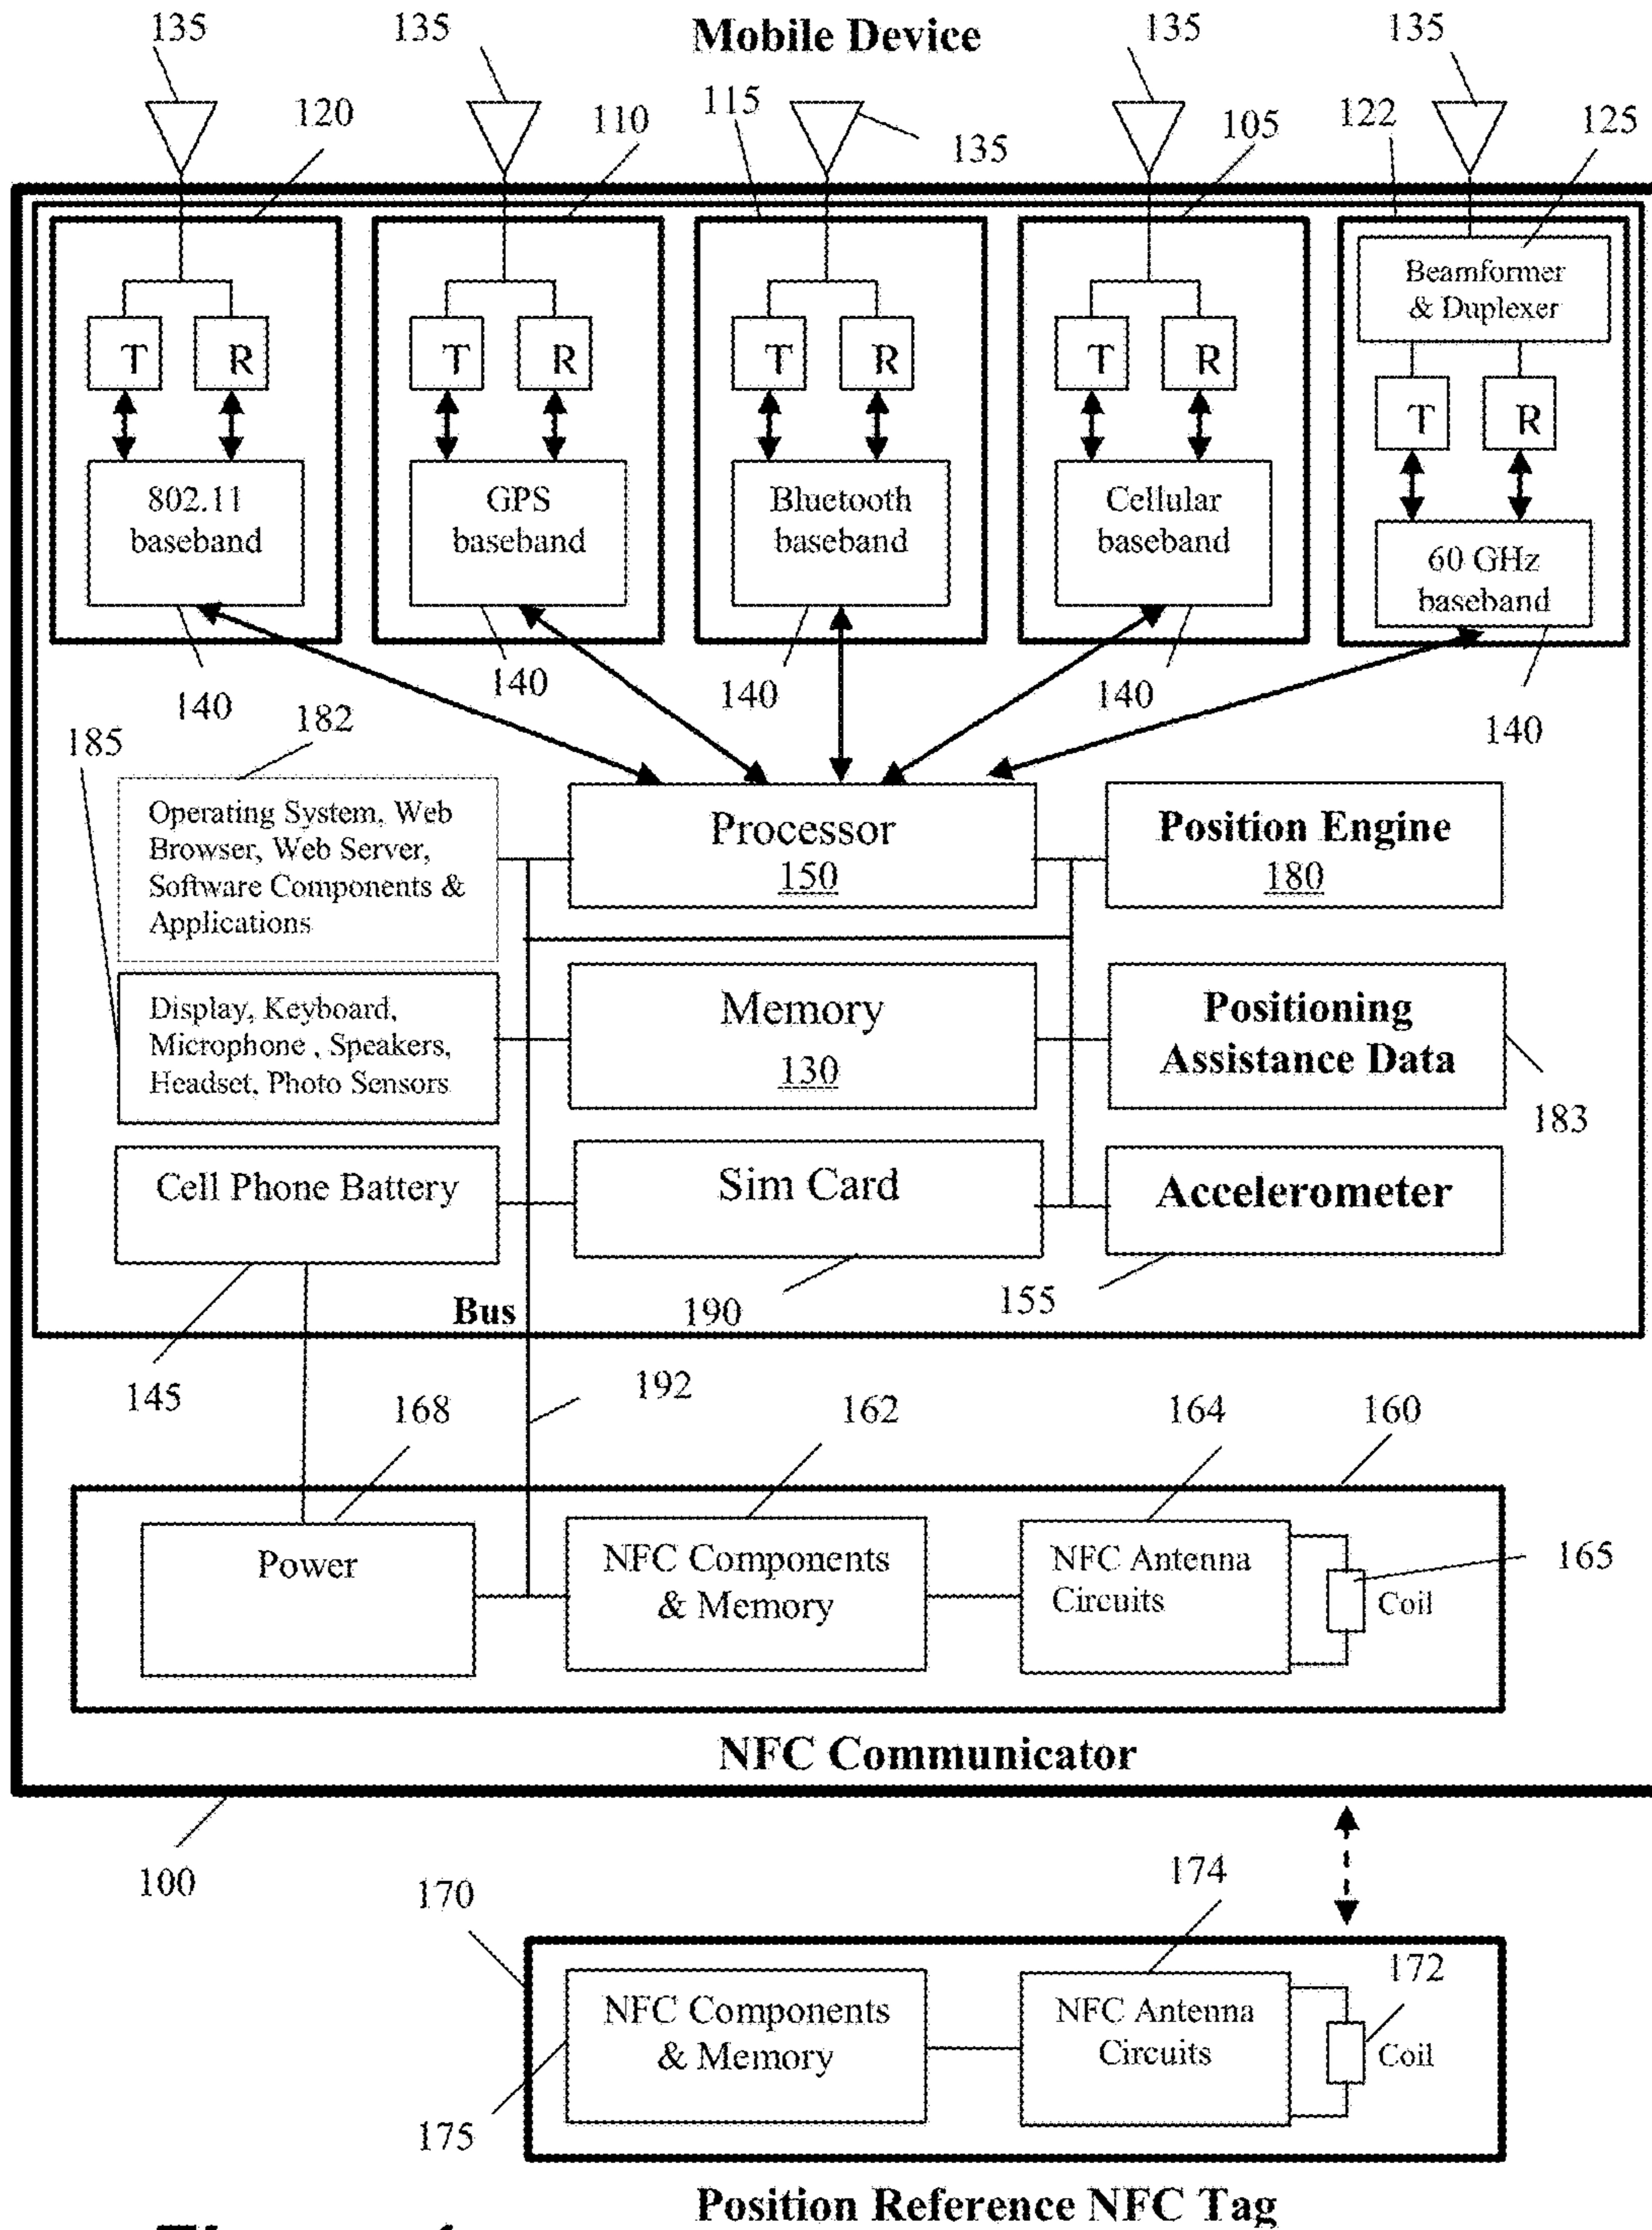 Mobile Device
135
135
135
135
120
110
115
135
105
122
125
Beamformer
& Duplexer
T
R
T
R
T
R
T
R
T
R
802.11
baseband
GPS
baseband
Bluetooth
baseband
Cellular
baseband
60 GHz
baseband
140
140
140
140
140
182
185
Operating System, Web
Browser, Web Server,
Software Components &
Applications
Processor
150
Position Engine
180
Display, Keyboard,
Microphone , Speakers,
Headset, Photo Sensors
Memory
130
Positioning
Assistance Data
183
Cell Phone Battery
Sim Card
Accelerometer
Bus
190
155
145
168
192
162
164
160
Power
NFC Components
& Memory
NFC Antenna
Circuits
Coil
165
NFC Communicator
100
170
174
172
NFC Components
& Memory
NFC Antenna
Circuits
Coil
175
Position Reference NFC Tag